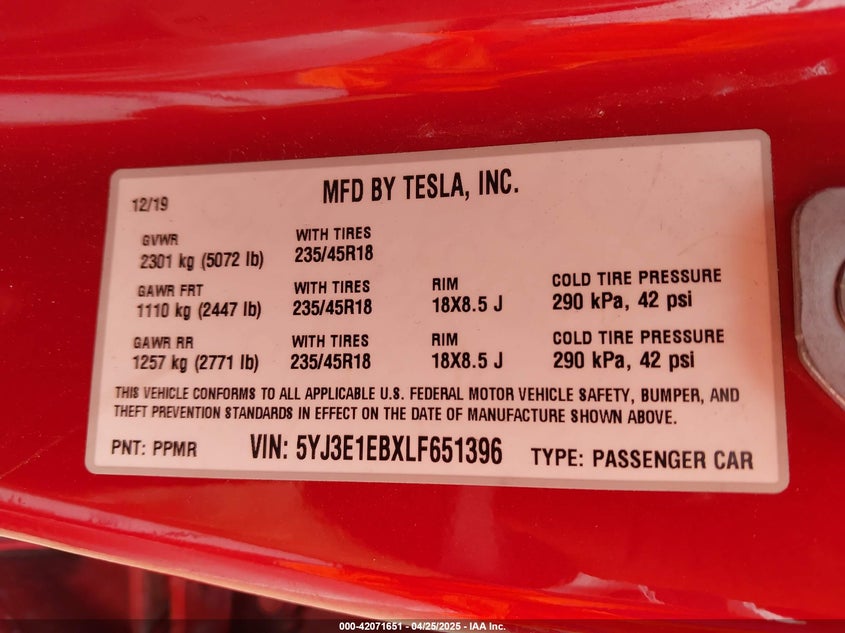 12/19 MFD BY TESLA, INC.
GVWR WITH TIRES
2301 kg (5072 lb) 235/45R18
GAWR FRT WITH TIRES RIM COLD TIRE PRESSURE
1110 kg (2447 lb) 235/45R18 18X8.5 J 290 kPa, 42 psi
GAWR RR WITH TIRES RIM COLD TIRE PRESSURE
1257 kg (2771 lb) 235/45R18 18X8.5 J 290 kPa, 42 psi
THIS VEHICLE CONFORMS TO ALL APPLICABLE U.S. FEDERAL MOTOR VEHICLE SAFETY, BUMPER, AND
THEFT PREVENTION STANDARDS IN EFFECT ON THE DATE OF MANUFACTURE SHOWN ABOVE.
PNT: PPMR VIN: 5YJ3E1EBXLF651396 TYPE: PASSENGER CAR
000-42071651 - 04/25/2025 - IAA Inc.